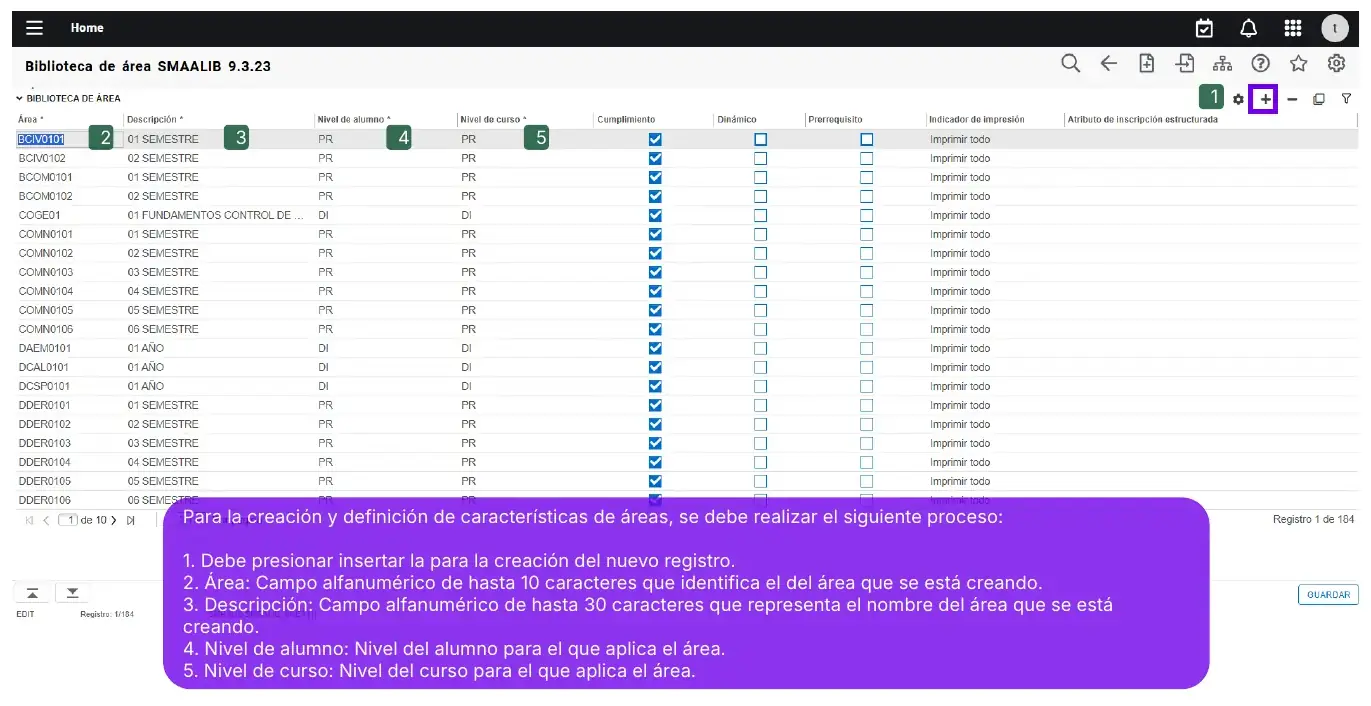 Home
t
Biblioteca de área SMAALIB 9.3.23
BIBLIOTECA DE ÁREA
1
Área * Descripción * Nivel de alumno * Nivel de curso * Cumplimiento Dinámico Prerrequisito Indicador de impresión Atributo de inscripción estructurada
BCIV0101 2 01 SEMESTRE 3 PR 4 PR 5 Imprimir todo
BCIV0102 02 SEMESTRE PR PR Imprimir todo
BCOM0101 01 SEMESTRE PR PR Imprimir todo
BCOM0102 02 SEMESTRE PR PR Imprimir todo
COGE01 01 FUNDAMENTOS CONTROL DE ... DI DI Imprimir todo
COMN0101 01 SEMESTRE PR PR Imprimir todo
COMN0102 02 SEMESTRE PR PR Imprimir todo
COMN0103 03 SEMESTRE PR PR Imprimir todo
COMN0104 04 SEMESTRE PR PR Imprimir todo
COMN0105 05 SEMESTRE PR PR Imprimir todo
COMN0106 06 SEMESTRE PR PR Imprimir todo
DAEM0101 01 AÑO DI DI Imprimir todo
DCAL0101 01 AÑO DI DI Imprimir todo
DCSP0101 01 AÑO DI DI Imprimir todo
DDER0101 01 SEMESTRE PR PR Imprimir todo
DDER0102 02 SEMESTRE PR PR Imprimir todo
DDER0103 03 SEMESTRE PR PR Imprimir todo
DDER0104 04 SEMESTRE PR PR Imprimir todo
DDER0105 05 SEMESTRE PR PR Imprimir todo
DDER0106 06 SEMESTRE PR PR Imprimir todo
1 de 10 Registro 1 de 184
Para la creación y definición de características de áreas, se debe realizar el siguiente proceso:
1. Debe presionar insertar la para la creación del nuevo registro.
2. Área: Campo alfanumérico de hasta 10 caracteres que identifica el del área que se está creando.
3. Descripción: Campo alfanumérico de hasta 30 caracteres que representa el nombre del área que se está
creando.
4. Nivel de alumno: Nivel del alumno para el que aplica el área.
5. Nivel de curso: Nivel del curso para el que aplica el área.
GUARDAR
EDIT Registro: 1/184